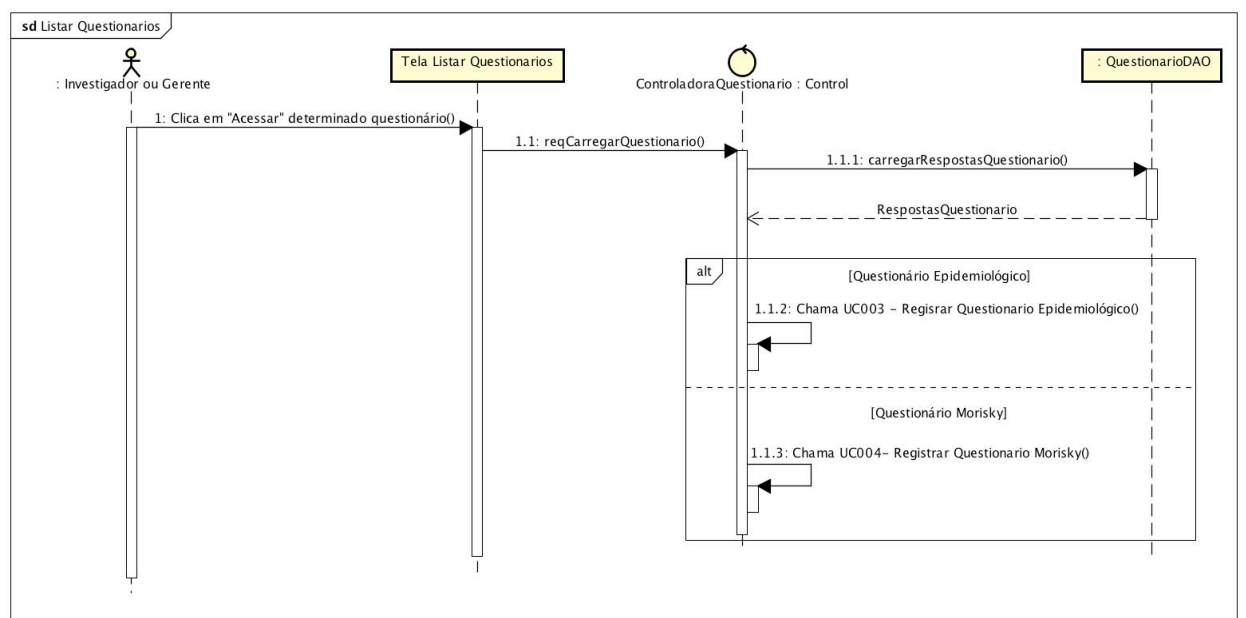 sd Listar Questionarios
: Investigador ou Gerente
Tela Listar Questionarios
ControladoraQuestionario : Control
: QuestionarioDAO
1: Clica em "Acessar" determinado questionário()
1.1: reqCarregarQuestionario()
1.1.1: carregarRespostasQuestionario()
RespostasQuestionario
alt
[Questionário Epidemiológico]
1.1.2: Chama UC003 - Regisrar Questionario Epidemiológico()
[Questionário Morisky]
1.1.3: Chama UC004- Registrar Questionario Morisky()